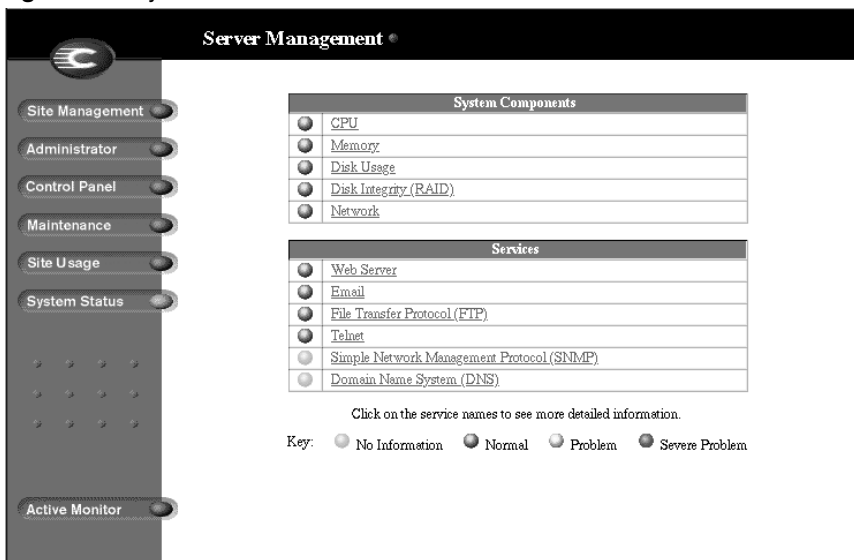 Server Management
Site Management
Administrator
Control Panel
Maintenance
Site Usage
System Status
Active Monitor
System Components
CPU
Memory
Disk Usage
Disk Integrity (RAID)
Network
Services
Web Server
Email
File Transfer Protocol (FTP)
Telnet
Simple Network Management Protocol (SNMP)
Domain Name System (DNS)
Click on the service names to see more detailed information.
Key: No Information Normal Problem Severe Problem